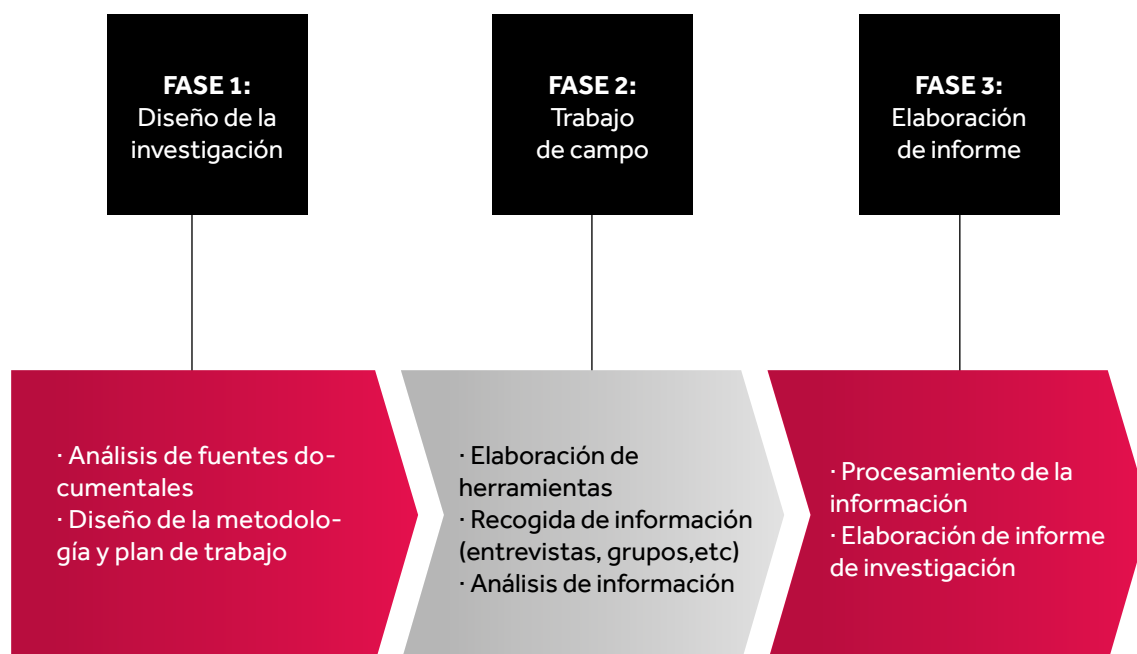 FASE 1:
Diseño de la
investigación
FASE 2:
Trabajo
de campo
FASE 3:
Elaboración
de informe
· Análisis de fuentes do-
cumentales
· Diseño de la metodolo-
gía y plan de trabajo
· Elaboración de
herramientas
· Recogida de información
(entrevistas, grupos,etc)
· Análisis de información
· Procesamiento de la
información
· Elaboración de informe
de investigación